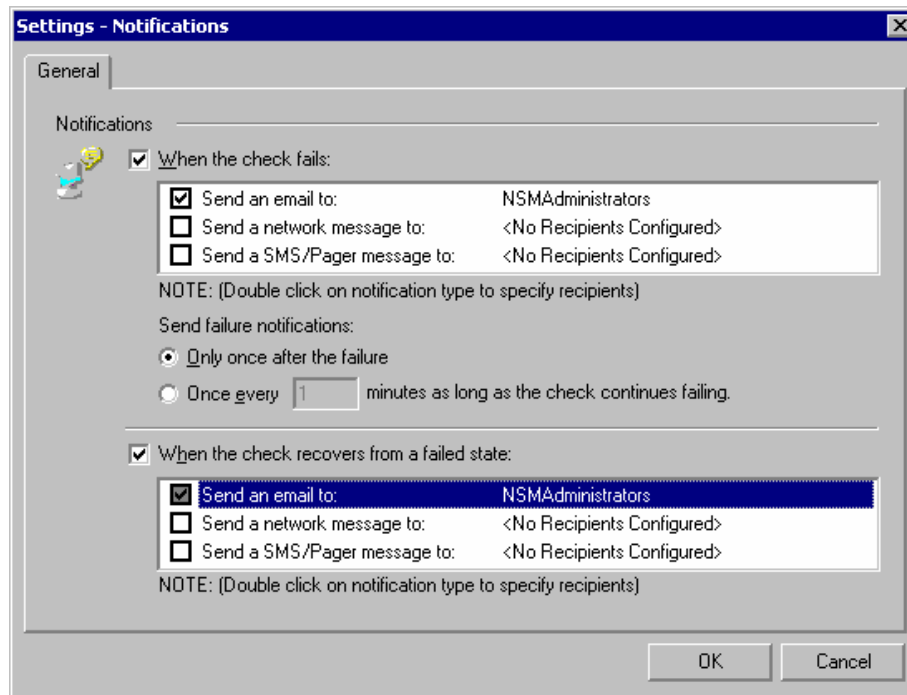 Settings - Notifications
General
Notifications
When the check fails:
Send an email to: NSMAdministrators
Send a network message to: <No Recipients Configured>
Send a SMS/Pager message to: <No Recipients Configured>
NOTE: (Double click on notification type to specify recipients)
Send failure notifications:
Only once after the failure
Once every 1 minutes as long as the check continues failing.
When the check recovers from a failed state:
Send an email to: NSMAdministrators
Send a network message to: <No Recipients Configured>
Send a SMS/Pager message to: <No Recipients Configured>
NOTE: (Double click on notification type to specify recipients)
OK Cancel